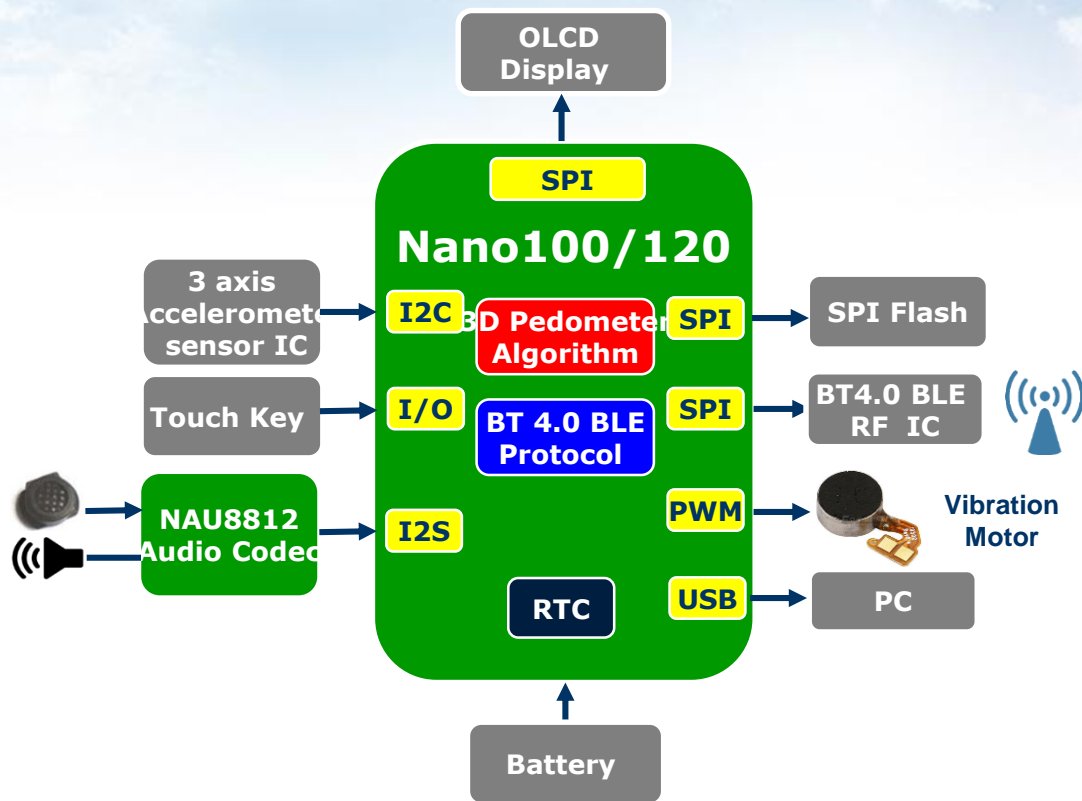 OLCD
Display
SPI
Nano100/120
3 axis
Acceleromete
sensor IC
I2C
3D Pedometer
Algorithm
SPI
SPI Flash
Touch Key
I/O
BT 4.0 BLE
Protocol
SPI
BT4.0 BLE
RF IC
NAU8812
Audio Codec
I2S
PWM
Vibration
Motor
RTC
USB
PC
Battery